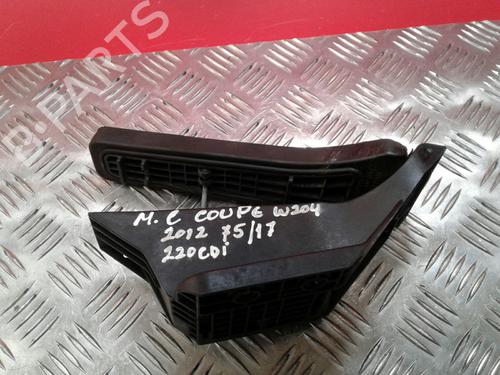 B-PARTS
M. C COUPE W204
2012 75/17
220CDI